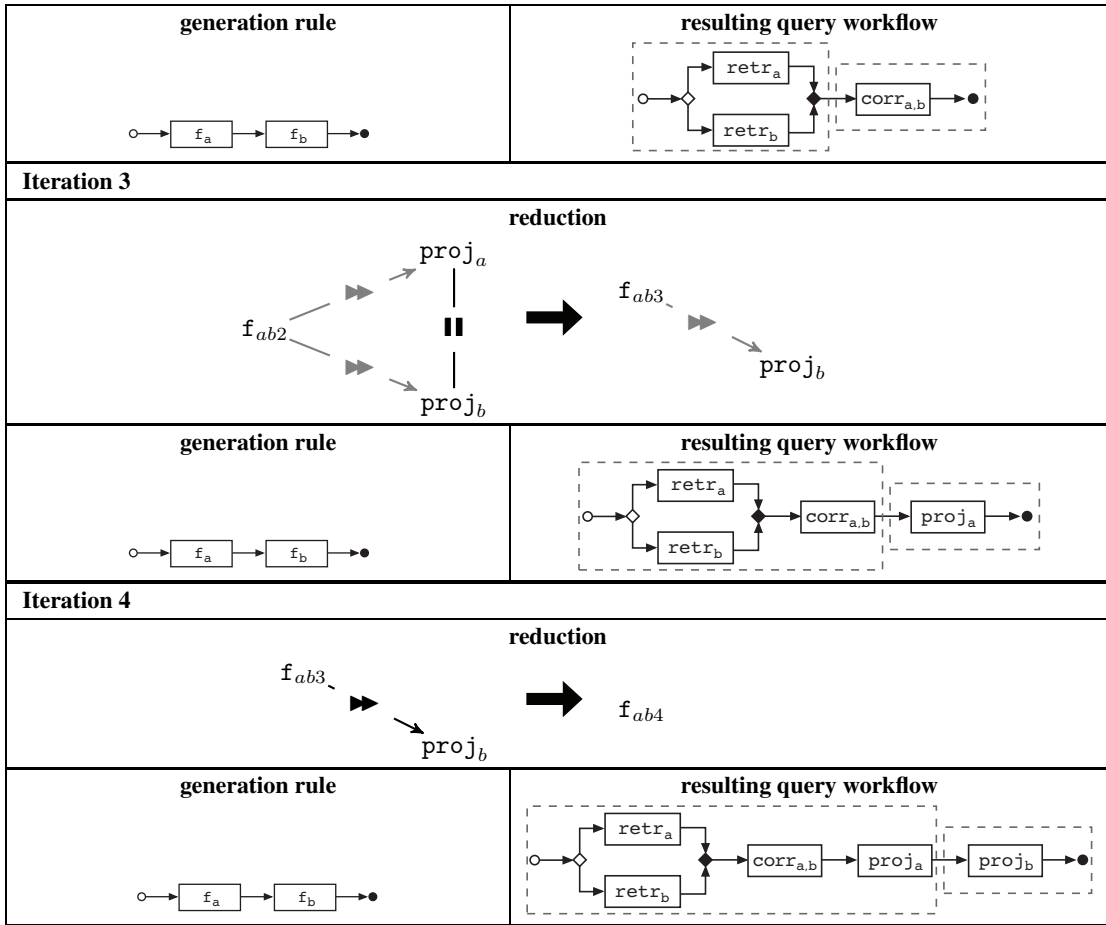 generation rule
resulting query workflow
f_a f_b
retr_a
retr_b
corr_a,b
Iteration 3
reduction
proj_a
f_ab2
proj_b
f_ab3
proj_b
generation rule
resulting query workflow
f_a f_b
retr_a
retr_b
corr_a,b proj_a
Iteration 4
reduction
f_ab3
proj_b
f_ab4
generation rule
resulting query workflow
f_a f_b
retr_a
retr_b
corr_a,b proj_a proj_b